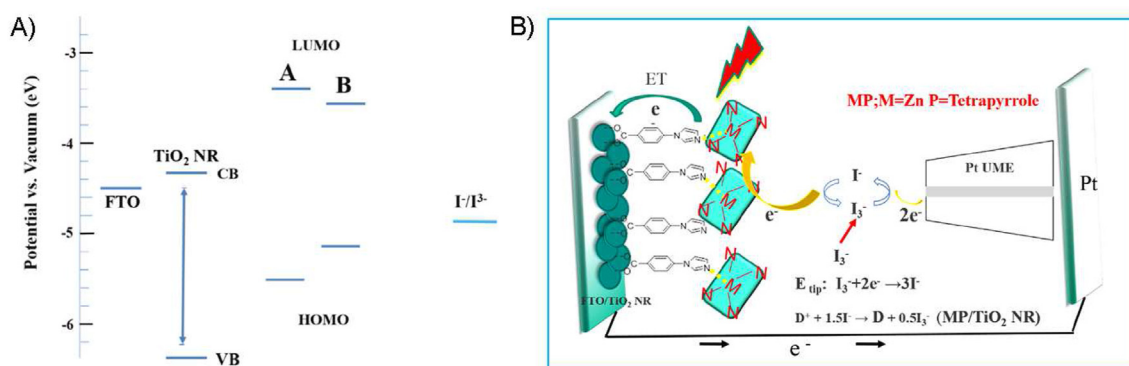 A)
Potential vs. Vacuum (eV)
-3
-4
-5
-6
LUMO
A
B
TiO₂ NR
CB
FTO
I⁻/I³⁻
HOMO
VB
B)
ET
e
-
MP;M=Zn P=Tetrapyrrole
O
C
O
N
N
N
N
M
N
N
O
C
O
N
N
N
N
M
N
N
O
C
O
N
N
O
C
O
N
N
N
N
M
N
N
e⁻
I⁻
I₃⁻
I₃⁻
2e⁻
Pt UME
Pt
FTO/TiO₂ NR
E tip: I₃⁻+2e⁻ →3I⁻
D⁺ + 1.5I⁻→ D + 0.5I₃⁻ (MP/TiO₂ NR)
e⁻